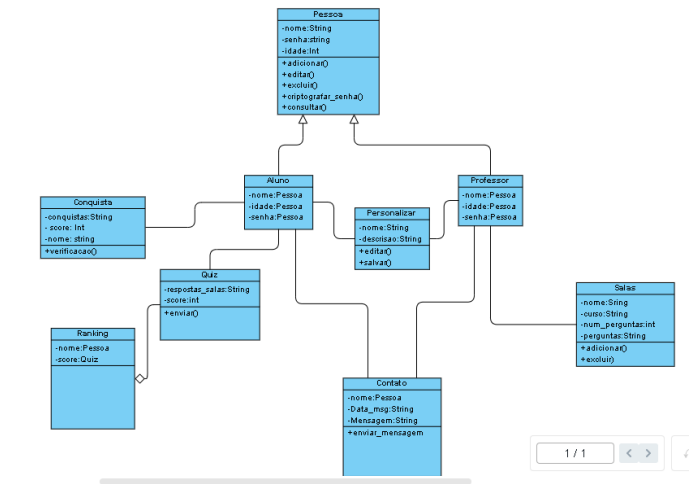 Pessoa
-nome:String
-senha:string
-idade:Int
+adicionar()
+editar()
+excluir()
+criptografar_senha()
+consultar()
Aluno
-nome:Pessoa
-idade:Pessoa
-senha:Pessoa
Professor
-nome:Pessoa
-idade:Pessoa
-senha:Pessoa
Conquista
-conquistas:String
- score: Int
-nome: string
+verificacao()
Personalizar
-nome:String
-descrisao:String
+editar()
+salvar()
Quiz
-respostas_salas:String
-score:int
+enviar()
Salas
-nome:Sring
-curso:String
-num_perguntas:int
-perguntas:String
+adicionar()
+excluir)
Ranking
-nome:Pessoa
-score:Quiz
Contato
-nome:Pessoa
-Data_msg:String
-Mensagem:String
+enviar_mensagem
1 / 1